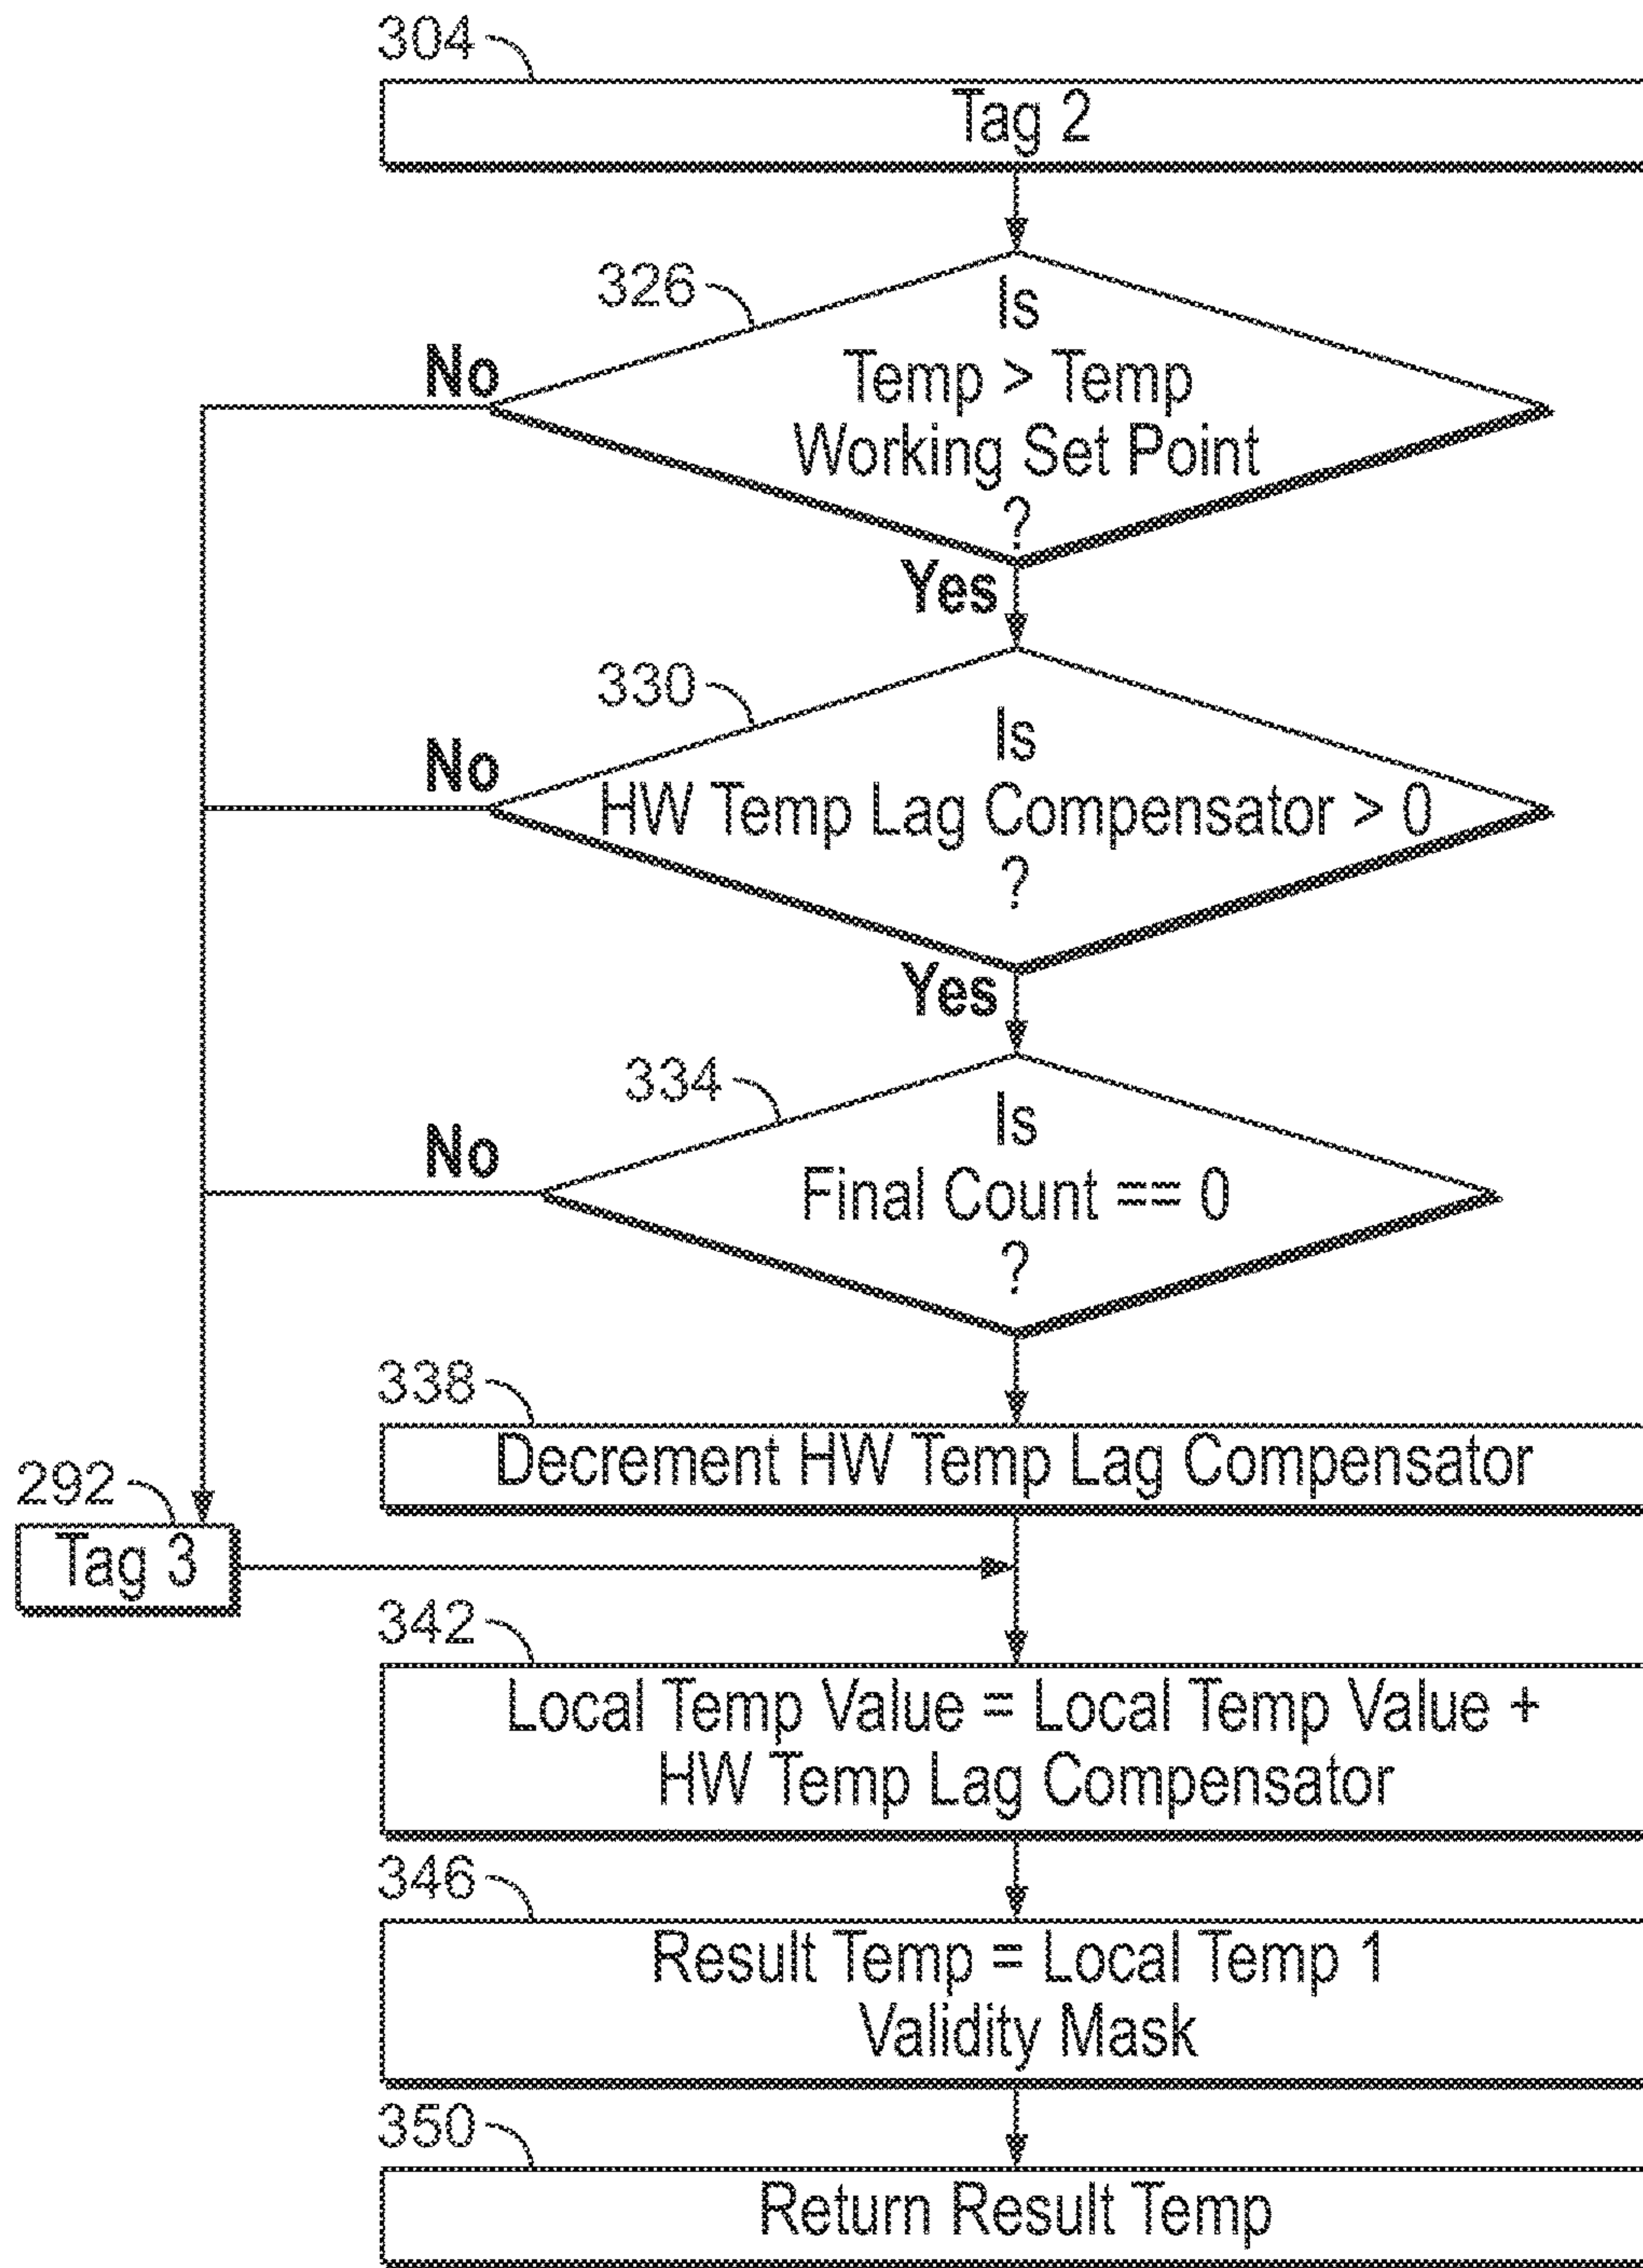 304
Tag 2
326
Is
No
Temp > Temp
Working Set Point
?
Yes
330
Is
No
HW Temp Lag Compensator > 0
?
Yes
334
Is
No
Final Count == 0
?
338
Decrement HW Temp Lag Compensator
292
Tag 3
342
Local Temp Value = Local Temp Value +
HW Temp Lag Compensator
346
Result Temp = Local Temp 1
Validity Mask
350
Return Result Temp